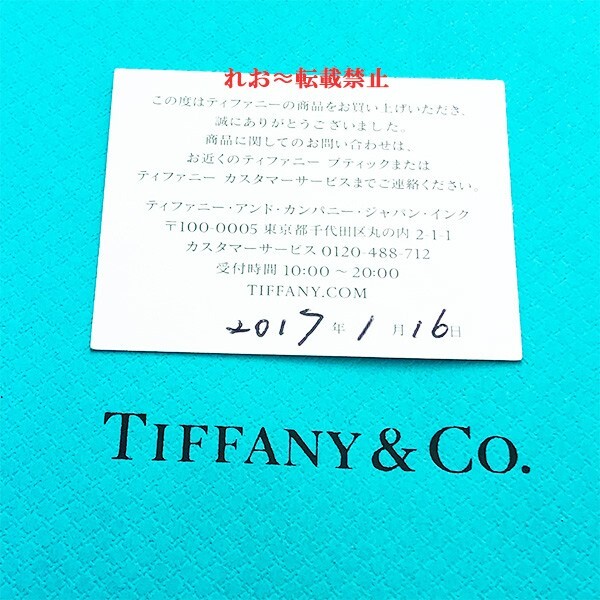 れお～転載禁止
この度はティファニーの商品をお買い上げいただき、
誠にありがとうございました。
商品に関してのお問い合わせは、
お近くのティファニー ブティックまたは
ティファニー カスタマーサービスまでご連絡ください。
ティファニー・アンド・カンパニー・ジャパン・インク
〒100-0005 東京都千代田区丸の内 2-1-1
カスタマーサービス 0120-488-712
受付時間 10:00 ～ 20:00
TIFFANY.COM
2017 年 1 月 16 日
TIFFANY & CO.